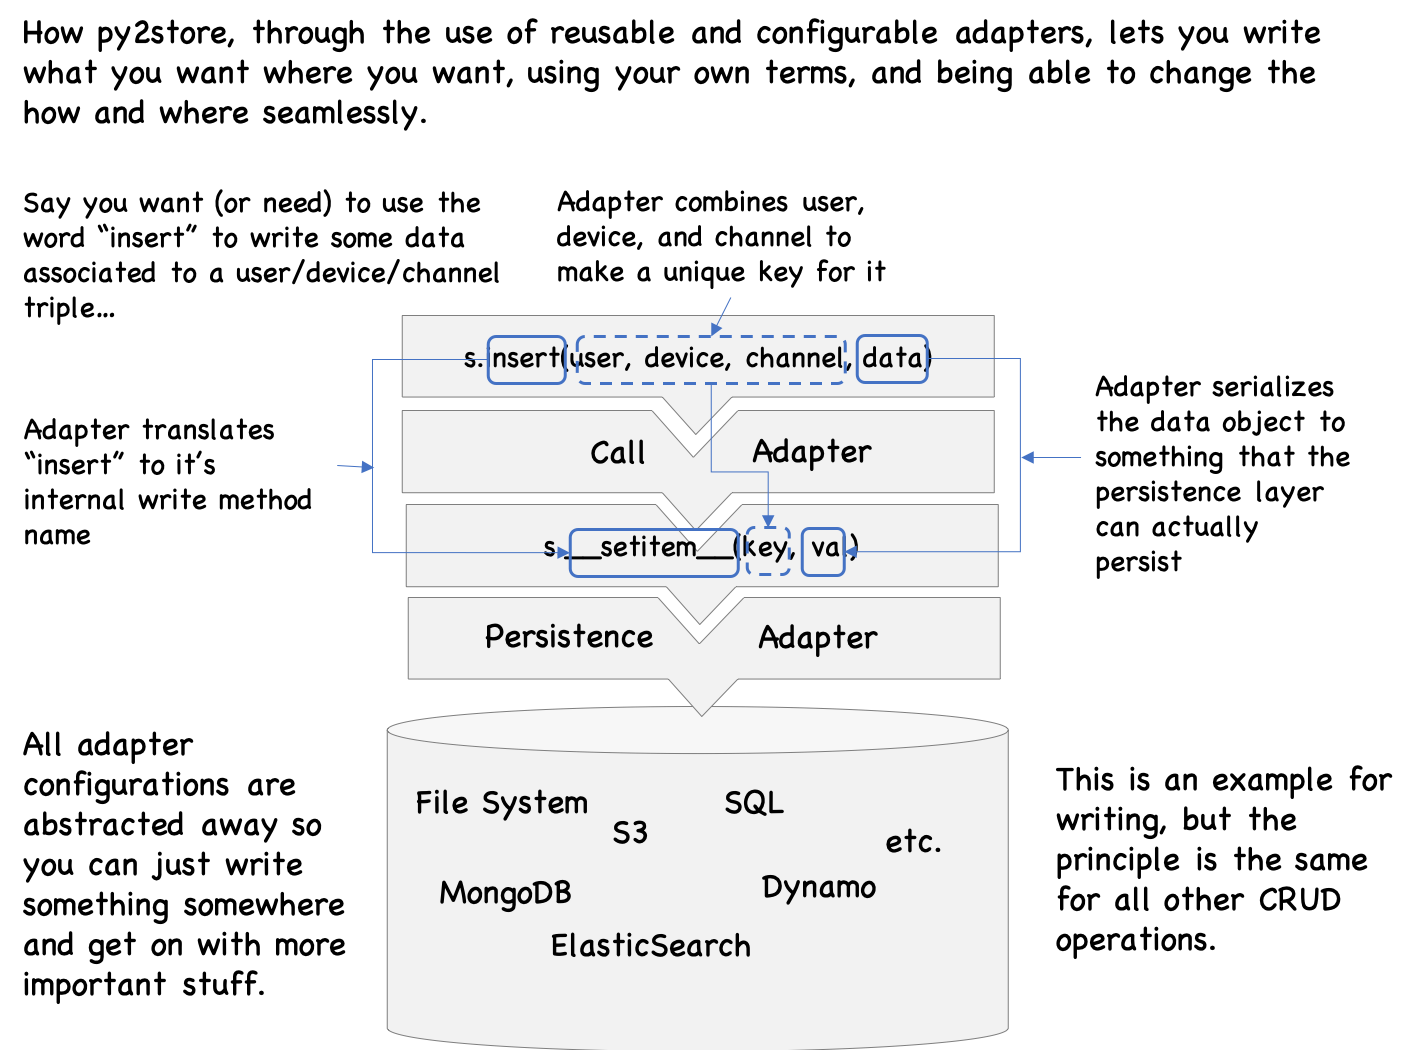 How py2store, through the use of reusable and configurable adapters, lets you write
what you want where you want, using your own terms, and being able to change the
how and where seamlessly.
Say you want (or need) to use the
word “insert” to write some data
associated to a user/device/channel
triple…
Adapter combines user,
device, and channel to
make a unique key for it
s.insert(user, device, channel, data)
Adapter translates
“insert” to it’s
internal write method
name
Call Adapter
Adapter serializes
the data object to
something that the
persistence layer
can actually
persist
s.__setitem__(key, val)
Persistence Adapter
All adapter
configurations are
abstracted away so
you can just write
something somewhere
and get on with more
important stuff.
File System
SQL
S3
etc.
MongoDB
Dynamo
ElasticSearch
This is an example for
writing, but the
principle is the same
for all other CRUD
operations.